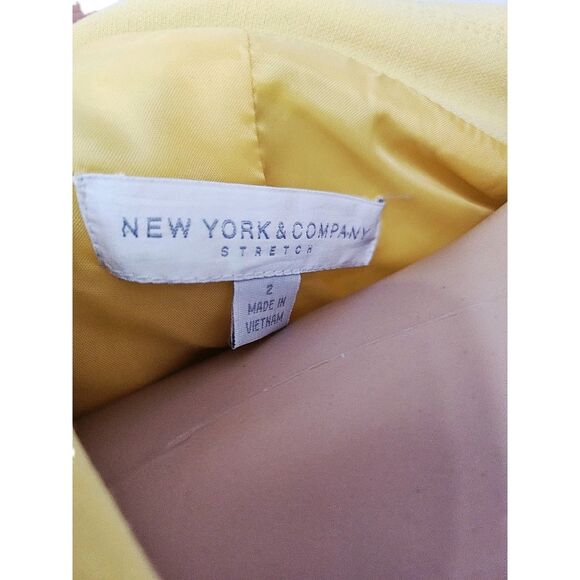 NEW YORK & COMPANY
STRETCH
2
MADE IN
VIETNAM